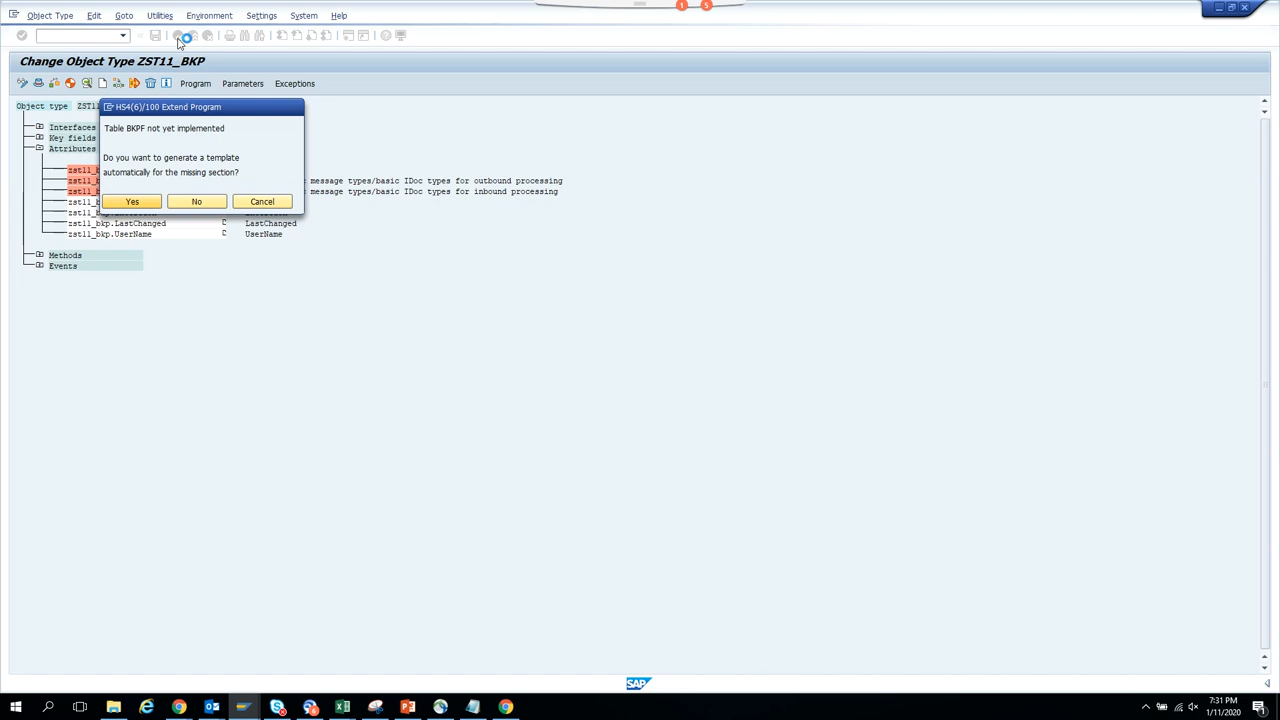 1 5
Object Type Edit Goto Utilities Environment Settings System Help
Change Object Type ZST11_BKP
Program Parameters Exceptions
Object type
HS4(6)/100 Extend Program
Table BKPF not yet implemented
Do you want to generate a template
automatically for the missing section?
Yes No Cancel
Interfaces
Key fields
Attributes
message types/basic IDoc types for outbound processing
message types/basic IDoc types for inbound processing
zst11_bkp.LastChanged LastChanged
zst11_bkp.UserName UserName
Methods
Events
SAP
6
7:31 PM
1/11/2020
1